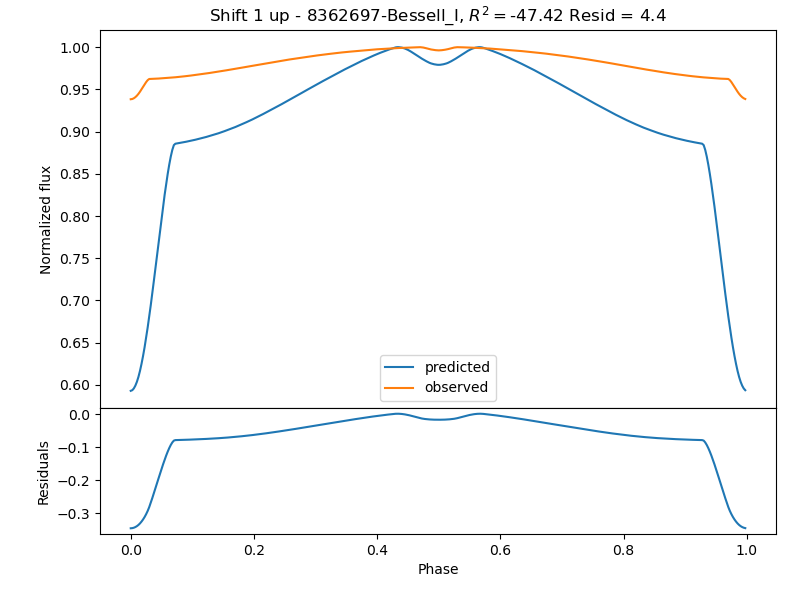 Shift 1 up - 8362697-Bessell_I, $R^2$ = -47.42 Resid = 4.4
1.00
0.95
0.90
0.85
0.80
0.75
0.70
0.65
0.60
Normalized flux
predicted
observed
0.0
−0.1
−0.2
−0.3
Residuals
0.0 0.2 0.4 0.6 0.8 1.0
Phase